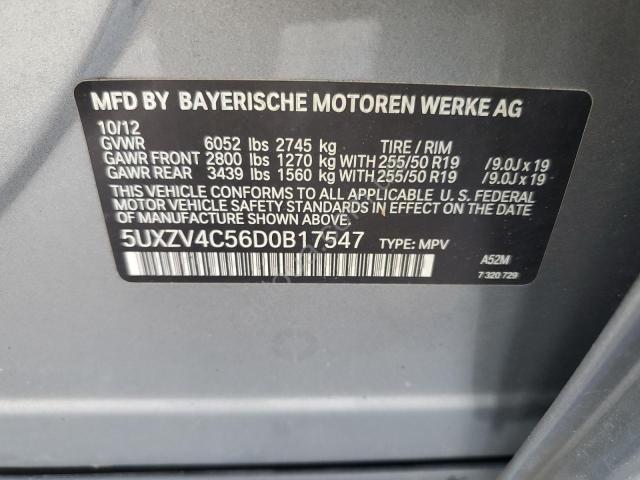 MFD BY BAYERISCHE MOTOREN WERKE AG
10/12
GVWR 6052 lbs 2745 kg TIRE / RIM
GAWR FRONT 2800 lbs 1270 kg WITH 255/50 R19 /9.0J x 19
GAWR REAR 3439 lbs 1560 kg WITH 255/50 R19 /9.0J x 19
THIS VEHICLE CONFORMS TO ALL APPLICABLE U. S. FEDERAL
MOTOR VEHICLE SAFETY STANDARDS IN EFFECT ON THE
DATE OF MANUFACTURE SHOWN ABOVE.
5UXZV4C56D0B17547 TYPE: MPV
A52M
7 320 729